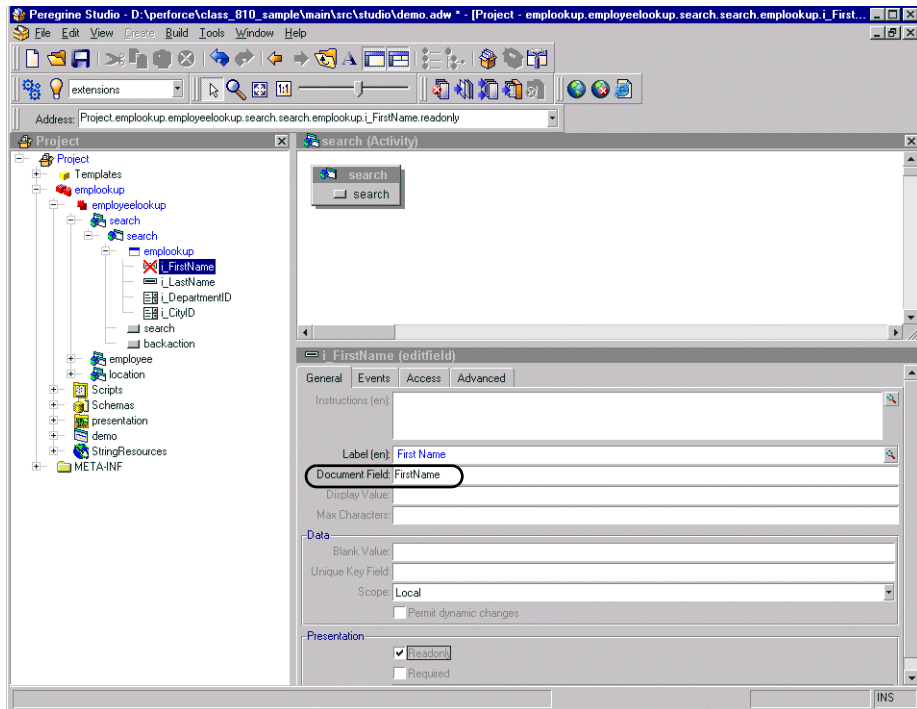 Peregrine Studio - D:\perforce\class_810_sample\main\src\studio\demo.adw * - [Project - emplookup.employeelookup.search.search.emplookup.i_First...
File Edit View Create Build Tools Window Help
extensions
Address: Project.emplookup.employeelookup.search.search.emplookup.i_FirstName.readonly
Project
Project
Templates
emplookup
employeelookup
search
search
emplookup
i_FirstName
i_LastName
i_DepartmentID
i_CityID
search
backaction
employee
location
Scripts
Schemas
presentation
demo
StringResources
META-INF
search (Activity)
search
search
i_FirstName (editfield)
General Events Access Advanced
Instructions (en):
Label (en): First Name
Document Field: FirstName
Display Value:
Max Characters:
Data
Blank Value:
Unique Key Field:
Scope: Local
Permit dynamic changes
Presentation
Readonly
Required
INS